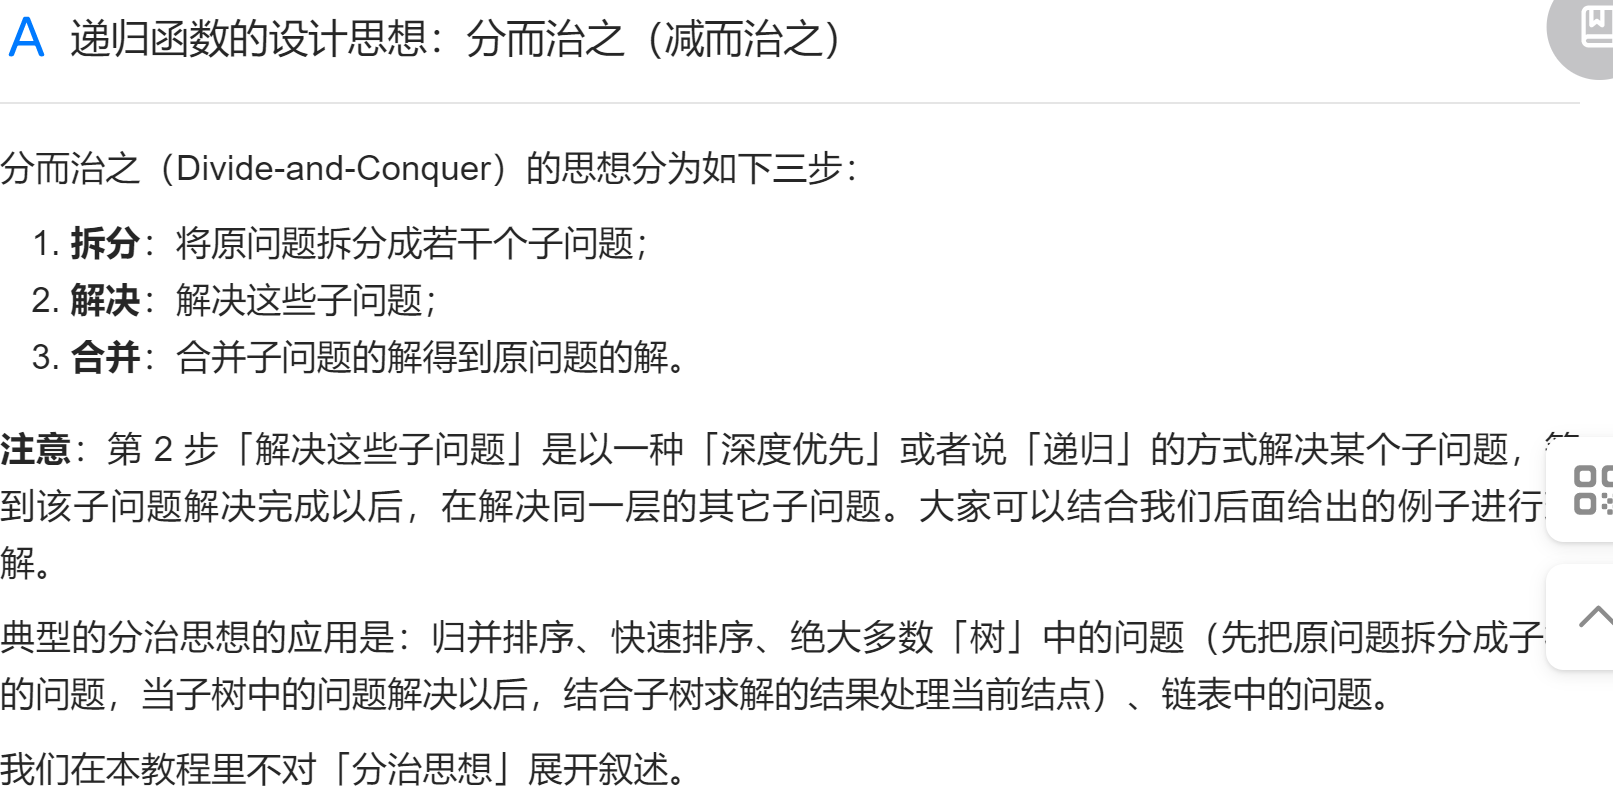 A 递归函数的设计思想：分而治之（减而治之）
分而治之（Divide-and-Conquer）的思想分为如下三步：
1. 拆分：将原问题拆分成若干个子问题；
2. 解决：解决这些子问题；
3. 合并：合并子问题的解得到原问题的解。
注意：第 2 步「解决这些子问题」是以一种「深度优先」或者说「递归」的方式解决某个子问题，
到该子问题解决完成以后，在解决同一层的其它子问题。大家可以结合我们后面给出的例子进行
解。
典型的分治思想的应用是：归并排序、快速排序、绝大多数「树」中的问题（先把原问题拆分成子
的问题，当子树中的问题解决以后，结合子树求解的结果处理当前结点）、链表中的问题。
我们在本教程里不对「分治思想」展开叙述。